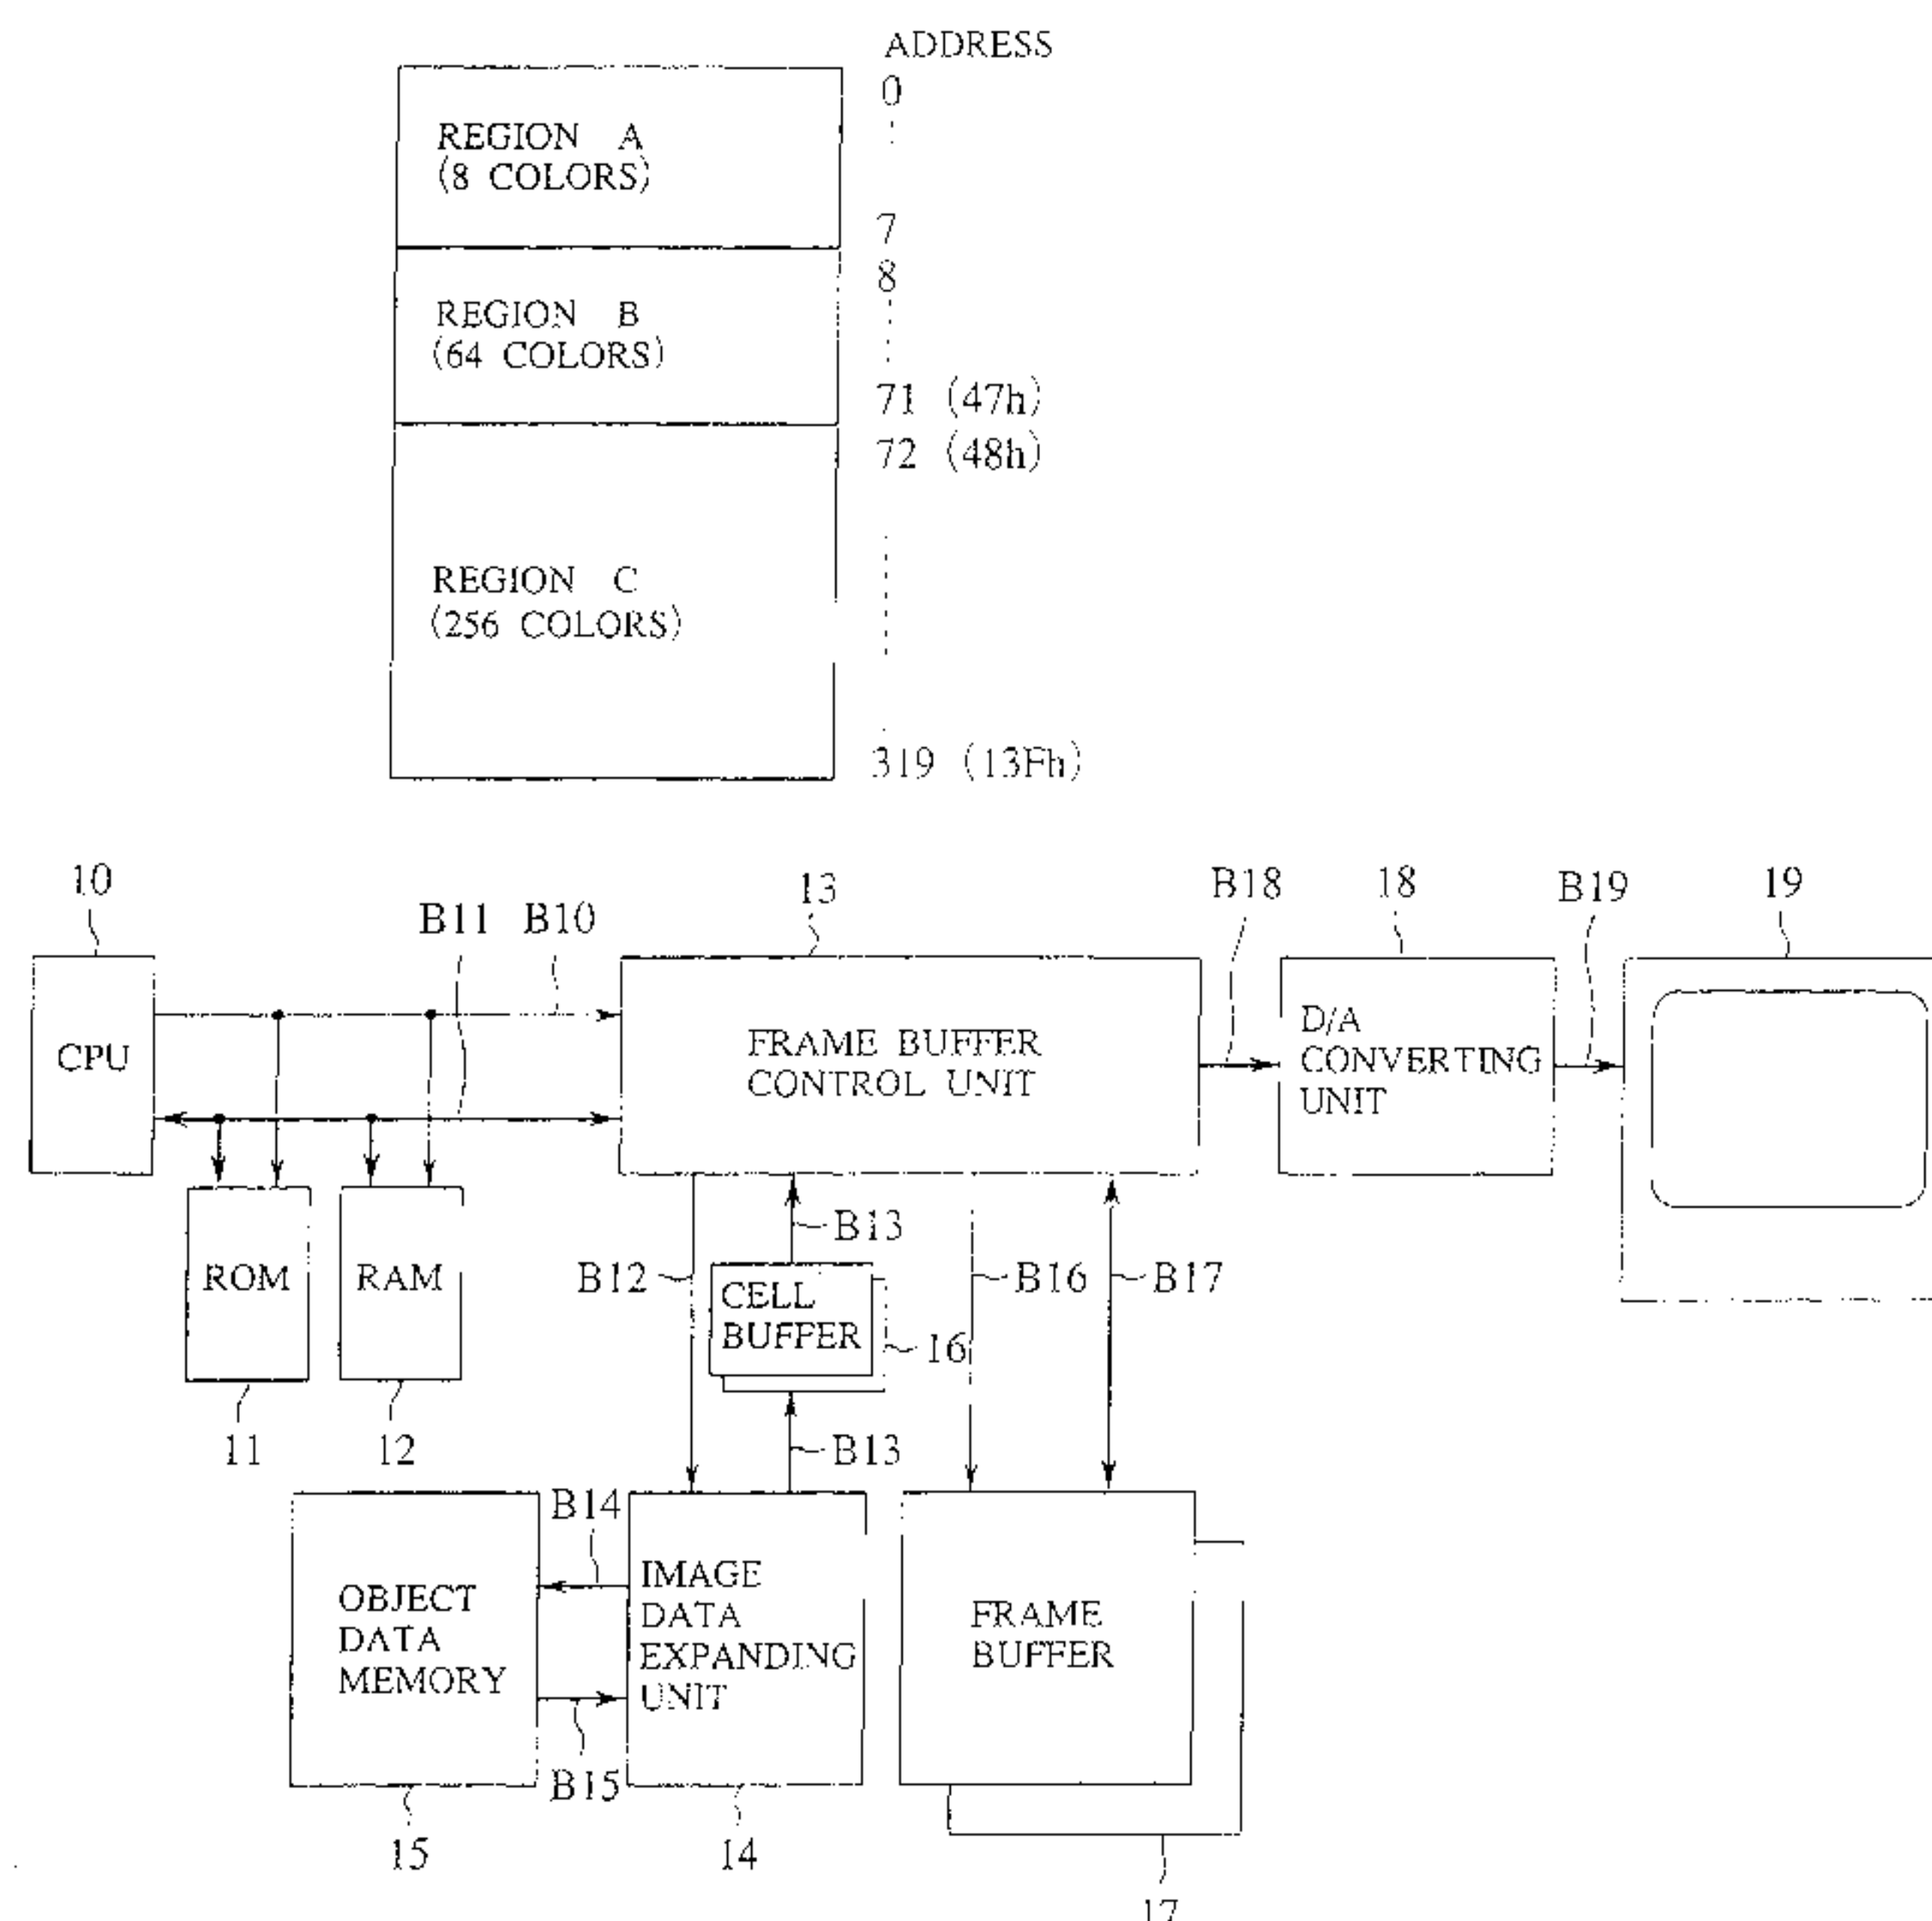 ADDRESS
0
REGION A
(8 COLORS)
7
8
REGION B
(64 COLORS)
71 (47h)
72 (48h)
REGION C
(256 COLORS)
319 (13Fh)
10
B11
B10
13
B18
18
B19
19
CPU
FRAME BUFFER
CONTROL UNIT
D/A
CONVERTING
UNIT
ROM
RAM
B12
B13
CELL
BUFFER
16
B16
B17
11
12
B13
B14
OBJECT
DATA
MEMORY
IMAGE
DATA
EXPANDING
UNIT
FRAME
BUFFER
B15
15
14
17